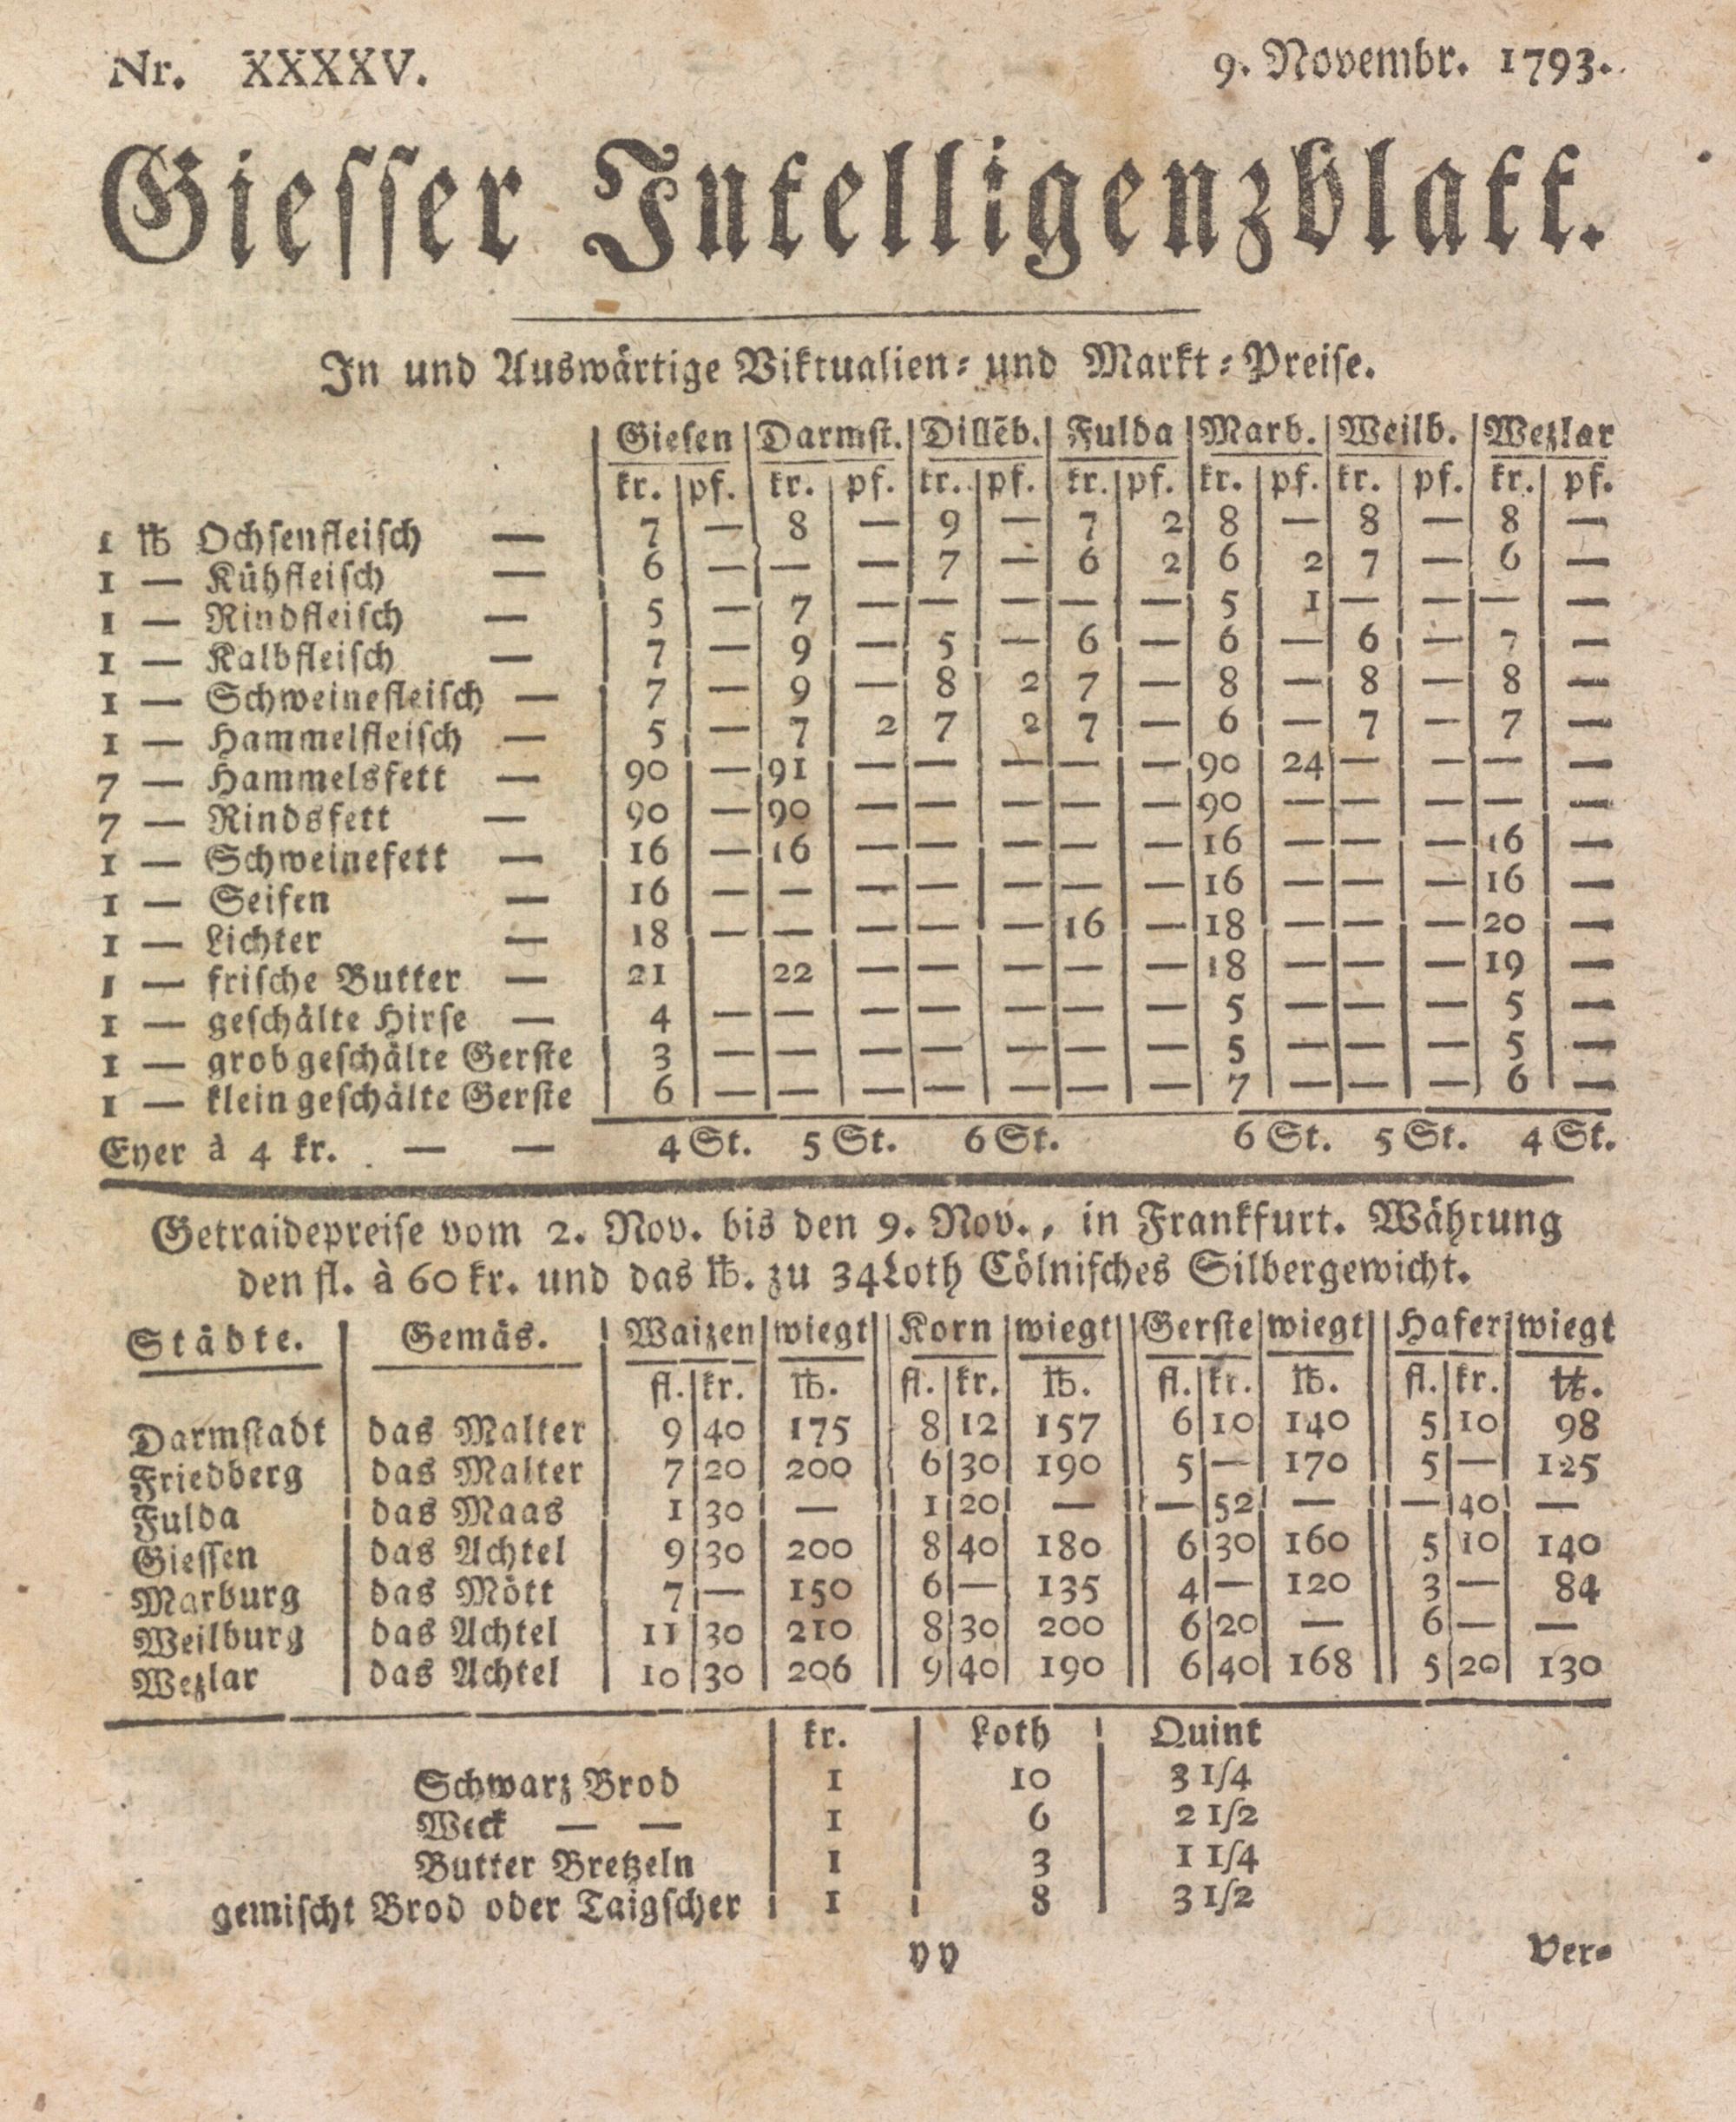 Nr. XXXXV. 9. Novembr. 1793.
Giesser Intelligenzblatt.
In und Auswärtige Viktualien- und Markt-Preise.
Giesen Darmst. Dillēb. Fulda Marb. Weilb. Wezlar
kr. pf. kr. pf. kr. pf. kr. pf. kr. pf. kr. pf. kr. pf.
1 ℔ Ochsenfleisch — 7 — 8 — 9 — 7 2 8 — 8 — 8 —
1 — Kühfleisch — 6 — — — 7 — 6 2 6 2 7 — 6 —
1 — Rindfleisch — 5 — 7 — — — — — 5 1 — — — —
1 — Kalbfleisch — 7 — 9 — 5 — 6 — 6 — 6 — 7 —
1 — Schweinefleisch — 7 — 9 — 8 2 7 — 8 — 8 — 8 —
1 — Hammelfleisch — 5 — 7 2 7 2 7 — 6 — 7 — 7 —
7 — Hammelsfett — 90 — 91 — — — — — 90 24 — — — —
7 — Rindsfett — 90 — 90 — — — — — 90 — — — — —
1 — Schweinefett — 16 — 16 — — — — — 16 — — — 16 —
1 — Seifen — 16 — — — — — — — 16 — — — 16 —
1 — Lichter — 18 — — — — — 16 — 18 — — — 20 —
1 — frische Butter — 21 22 — — — — — 18 — — — 19 —
1 — geschälte Hirse — 4 — — — — — — — 5 — — — 5 —
1 — grob geschälte Gerste 3 — — — — — — — 5 — — — 5 —
1 — klein geschälte Gerste 6 — — — — — — — 7 — — — 6 —
Eyer à 4 kr. — — 4 St. 5 St. 6 St. 6 St. 5 St. 4 St.
Getraidepreise vom 2. Nov. bis den 9. Nov., in Frankfurt. Währung
den fl. à 60 kr. und das ℔. zu 34 Loth Cölnisches Silbergewicht.
Städte. Gemäs. Waizen wiegt Korn wiegt Gerste wiegt Hafer wiegt
fl. kr. ℔. fl. kr. ℔. fl. kr. ℔. fl. kr. ℔.
Darmstadt das Malter 9 40 175 8 12 157 6 10 140 5 10 98
Friedberg das Malter 7 20 200 6 30 190 5 — 170 5 — 125
Fulda das Maas 1 30 — 1 20 — — 52 — — 40 —
Giessen das Achtel 9 30 200 8 40 180 6 30 160 5 10 140
Marburg das Mött 7 — 150 6 — 135 4 — 120 3 — 84
Weilburg das Achtel 11 30 210 8 30 200 6 20 — 6 — —
Wezlar das Achtel 10 30 206 9 40 190 6 40 168 5 20 130
kr. Loth Quint
Schwarz Brod 1 10 3 1/4
Weck — — 1 6 2 1/2
Butter Bretzeln 1 3 1 1/4
gemischt Brod oder Taigscher 1 8 3 1/2
yy Ver-